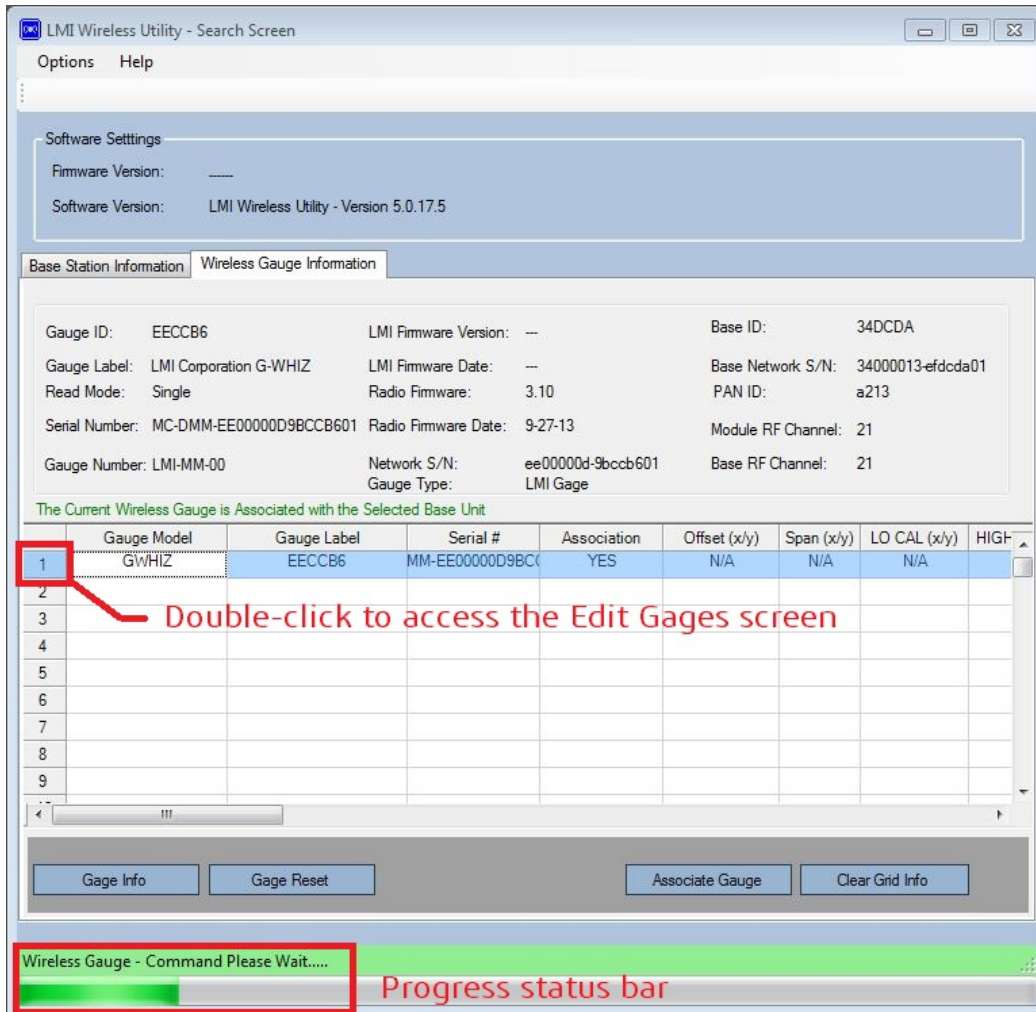 LMI Wireless Utility - Search Screen
Options Help
Software Setttings
Firmware Version: ___
Software Version: LMI Wireless Utility - Version 5.0.17.5
Base Station Information Wireless Gauge Information
Gauge ID: EECCB6 LMI Firmware Version: --- Base ID: 34DCDA
Gauge Label: LMI Corporation G-WHIZ LMI Firmware Date: --- Base Network S/N: 34000013-efdcda01
Read Mode: Single Radio Firmware: 3.10 PAN ID: a213
Serial Number: MC-DMM-EE00000D9BCCB601 Radio Firmware Date: 9-27-13 Module RF Channel: 21
Gauge Number: LMI-MM-00 Network S/N: ee00000d-9bccb601 Base RF Channel: 21
Gauge Type: LMI Gage
The Current Wireless Gauge is Associated with the Selected Base Unit
Gauge Model Gauge Label Serial # Association Offset (x/y) Span (x/y) LO CAL (x/y) HIGH
1 GWHIZ EECCB6 MM-EE00000D9BC YES N/A N/A N/A
2
3 Double-click to access the Edit Gages screen
4
5
6
7
8
9
Gage Info Gage Reset Associate Gauge Clear Grid Info
Wireless Gauge - Command Please Wait.....
Progress status bar